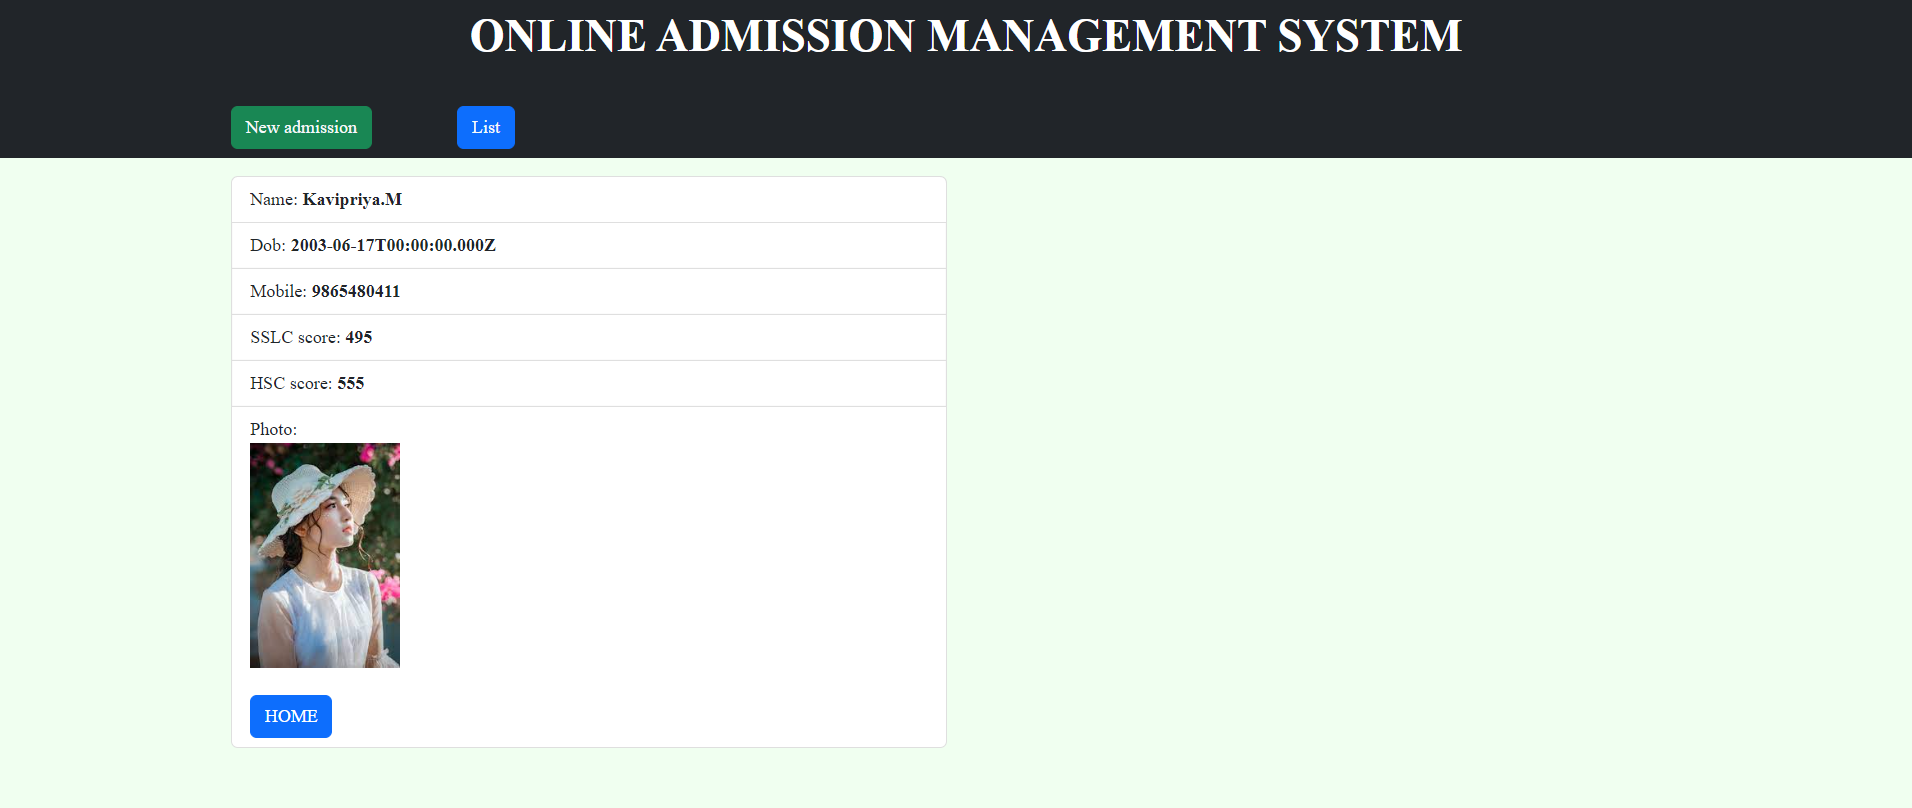 ONLINE ADMISSION MANAGEMENT SYSTEM
New admission List
Name: Kavipriya.M
Dob: 2003-06-17T00:00:00.000Z
Mobile: 9865480411
SSLC score: 495
HSC score: 555
Photo:
HOME